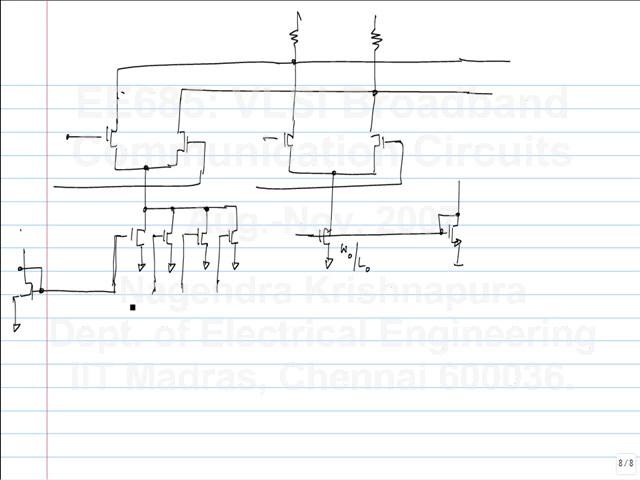 EE685: VLSI Broadband
Communication Circuits
Aug.-Nov. 2007
W₀/L₀
Nagendra Krishnapura
Dept. of Electrical Engineering
IIT Madras, Chennai 600036.
8/8